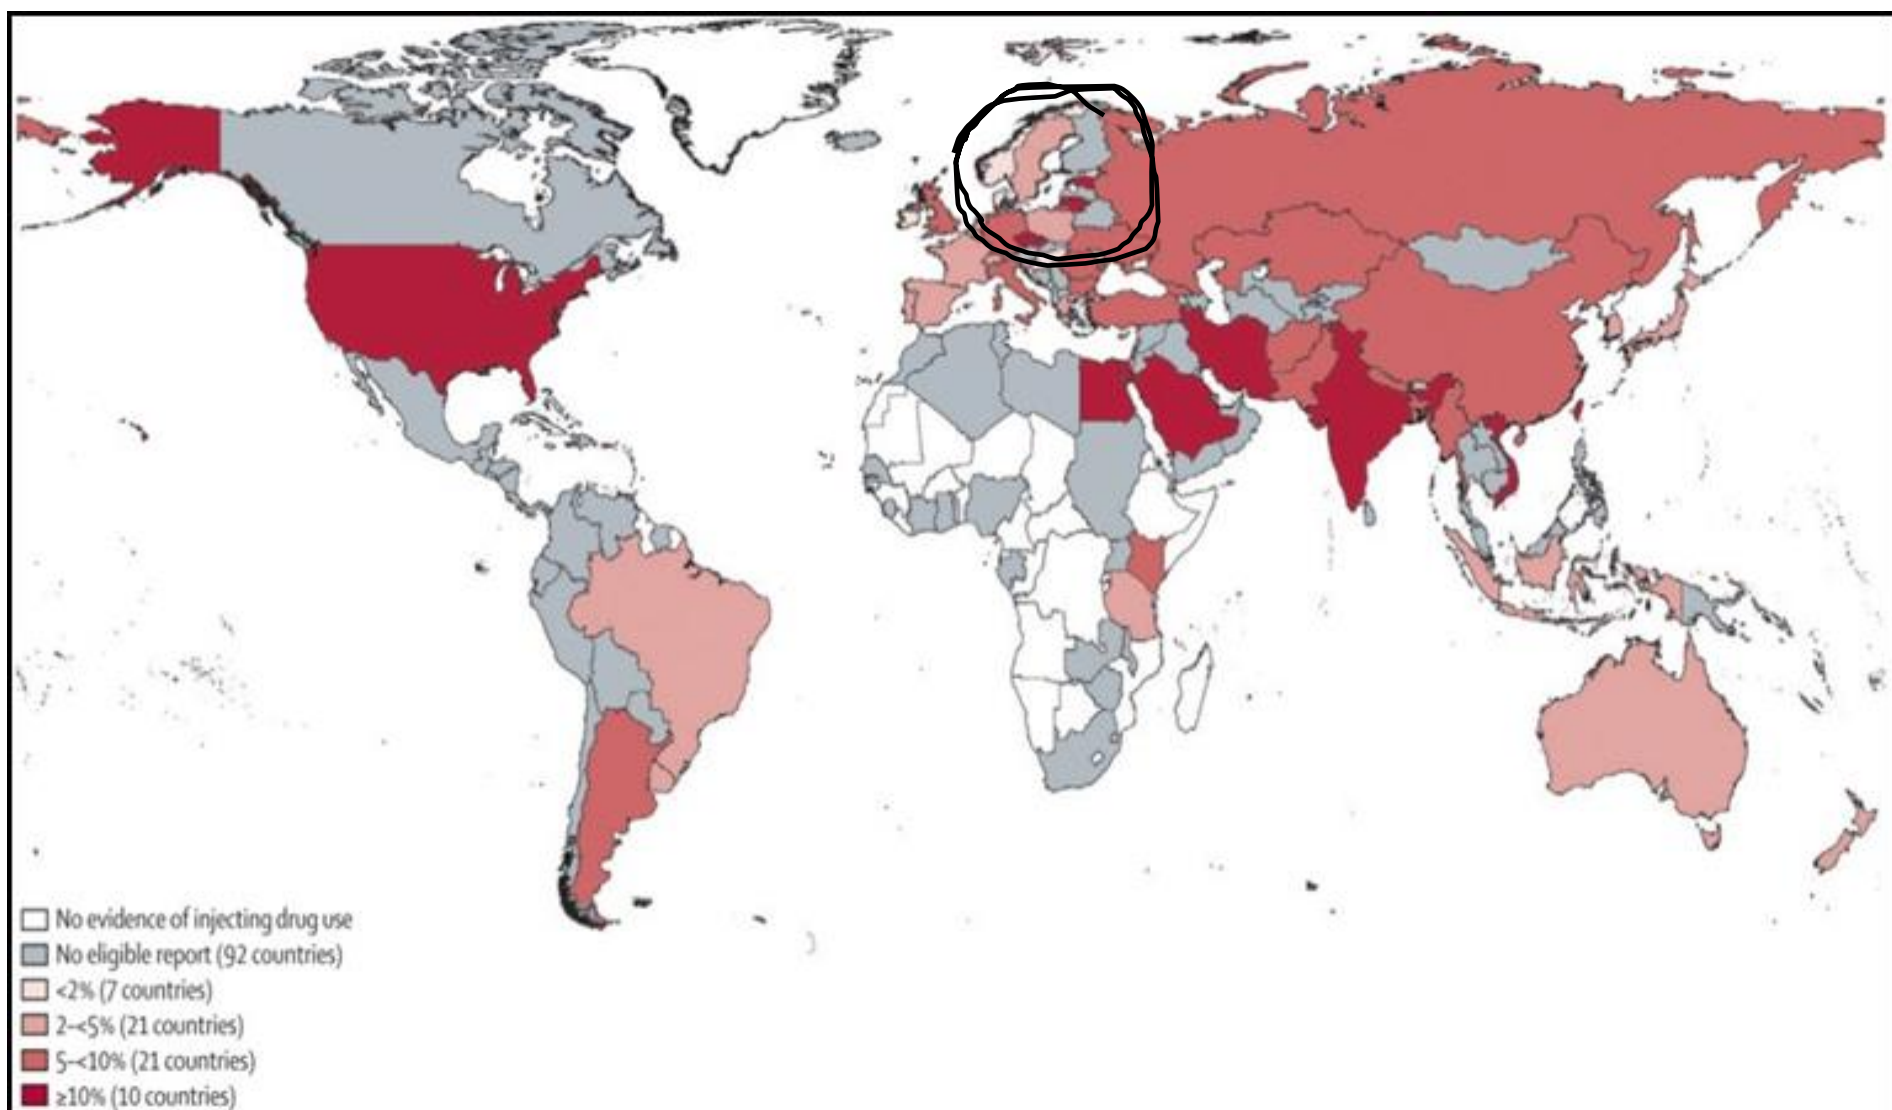 No evidence of injecting drug use
No eligible report (92 countries)
<2% (7 countries)
2–<5% (21 countries)
5–<10% (21 countries)
≥10% (10 countries)